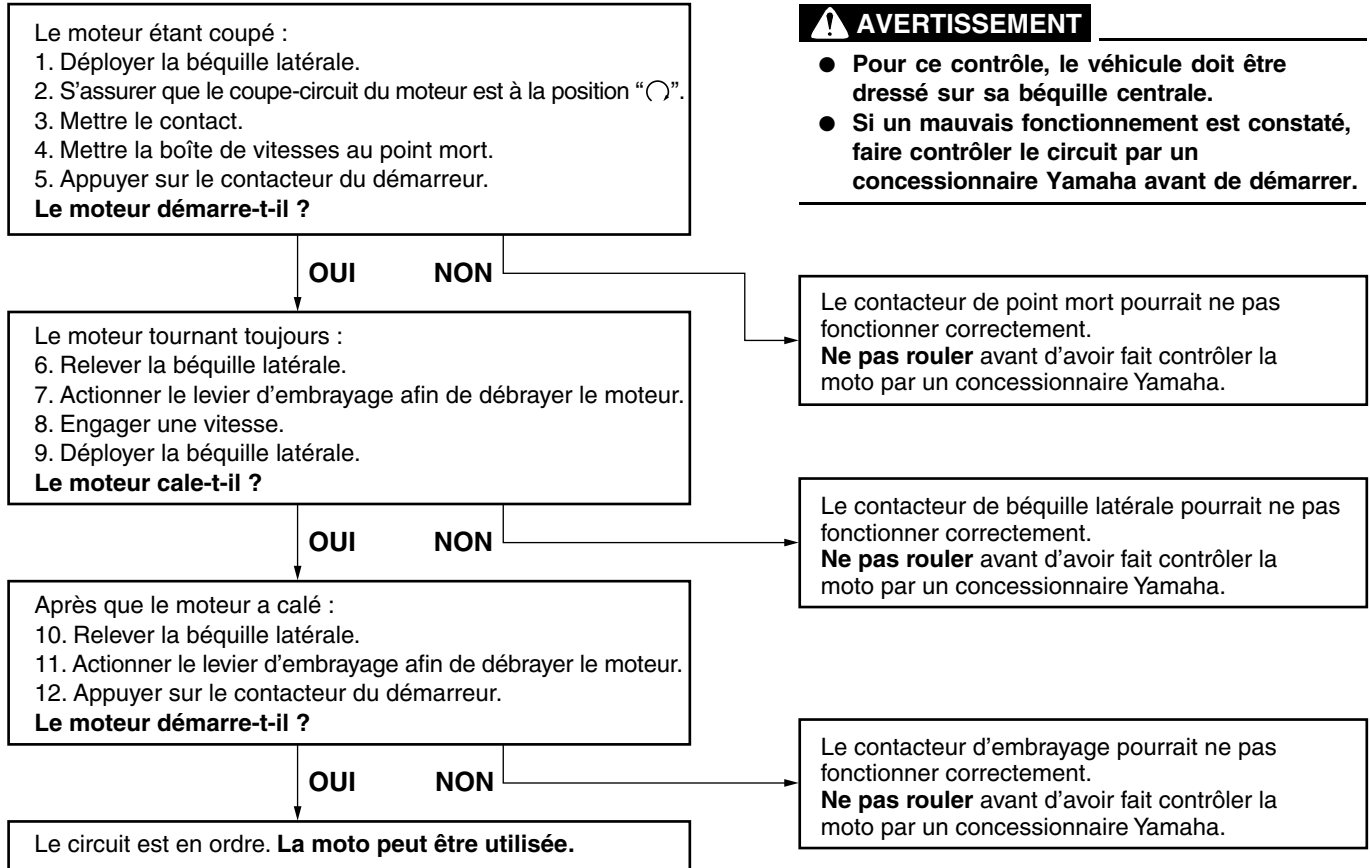 Le moteur étant coupé :
1. Déployer la béquille latérale.
2. S'assurer que le coupe-circuit du moteur est à la position “ ”.
3. Mettre le contact.
4. Mettre la boîte de vitesses au point mort.
5. Appuyer sur le contacteur du démarreur.
Le moteur démarre-t-il ?
AVERTISSEMENT
● Pour ce contrôle, le véhicule doit être
dressé sur sa béquille centrale.
● Si un mauvais fonctionnement est constaté,
faire contrôler le circuit par un
concessionnaire Yamaha avant de démarrer.
OUI NON
Le contacteur de point mort pourrait ne pas
fonctionner correctement.
Ne pas rouler avant d'avoir fait contrôler la
moto par un concessionnaire Yamaha.
Le moteur tournant toujours :
6. Relever la béquille latérale.
7. Actionner le levier d'embrayage afin de débrayer le moteur.
8. Engager une vitesse.
9. Déployer la béquille latérale.
Le moteur cale-t-il ?
OUI NON
Le contacteur de béquille latérale pourrait ne pas
fonctionner correctement.
Ne pas rouler avant d'avoir fait contrôler la
moto par un concessionnaire Yamaha.
Après que le moteur a calé :
10. Relever la béquille latérale.
11. Actionner le levier d'embrayage afin de débrayer le moteur.
12. Appuyer sur le contacteur du démarreur.
Le moteur démarre-t-il ?
OUI NON
Le contacteur d'embrayage pourrait ne pas
fonctionner correctement.
Ne pas rouler avant d'avoir fait contrôler la
moto par un concessionnaire Yamaha.
Le circuit est en ordre. La moto peut être utilisée.